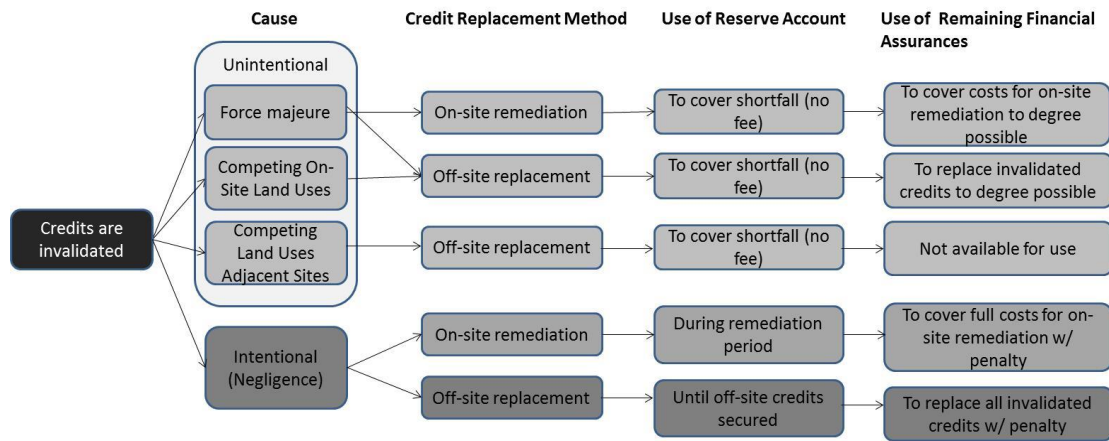 Cause
Credit Replacement Method
Use of Reserve Account
Use of  Remaining Financial
Assurances
Unintentional
Force majeure
On-site remediation
To cover shortfall (no
fee)
To cover costs for on-site
remediation to degree
possible
Competing On-
Site Land Uses
Off-site replacement
To cover shortfall (no
fee)
To replace invalidated
credits to degree possible
Credits are
invalidated
Competing
Land Uses
Adjacent Sites
Off-site replacement
To cover shortfall (no
fee)
Not available for use
Intentional
(Negligence)
On-site remediation
During remediation
period
To cover full costs for on-
site remediation w/
penalty
Off-site replacement
Until off-site credits
secured
To replace all invalidated
credits w/ penalty